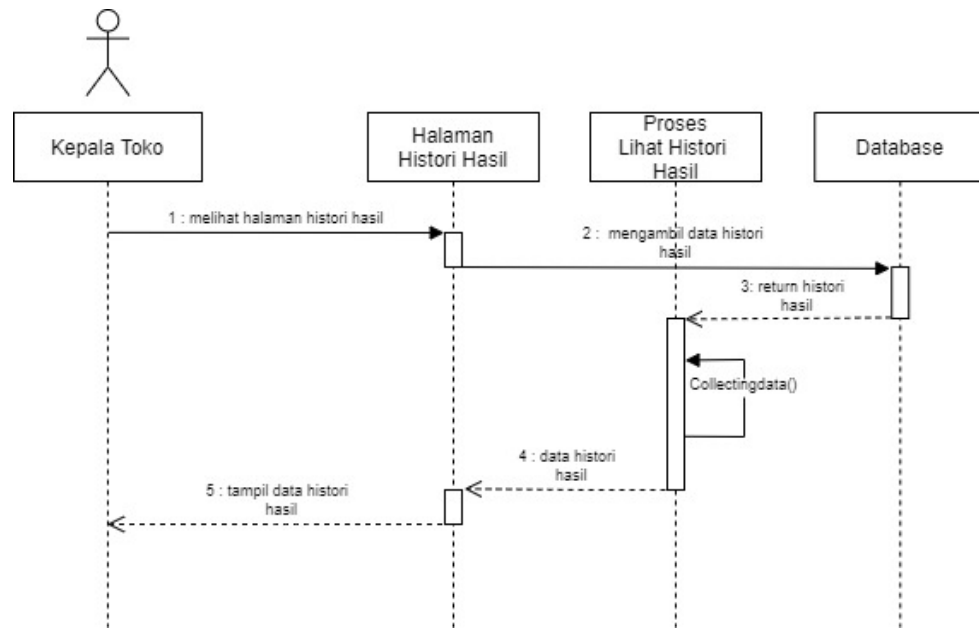 Kepala Toko
Halaman
Histori Hasil
Proses
Lihat Histori
Hasil
Database
1 : melihat halaman histori hasil
2 : mengambil data histori
hasil
3: return histori
hasil
Collectingdata()
4 : data histori
hasil
5 : tampil data histori
hasil